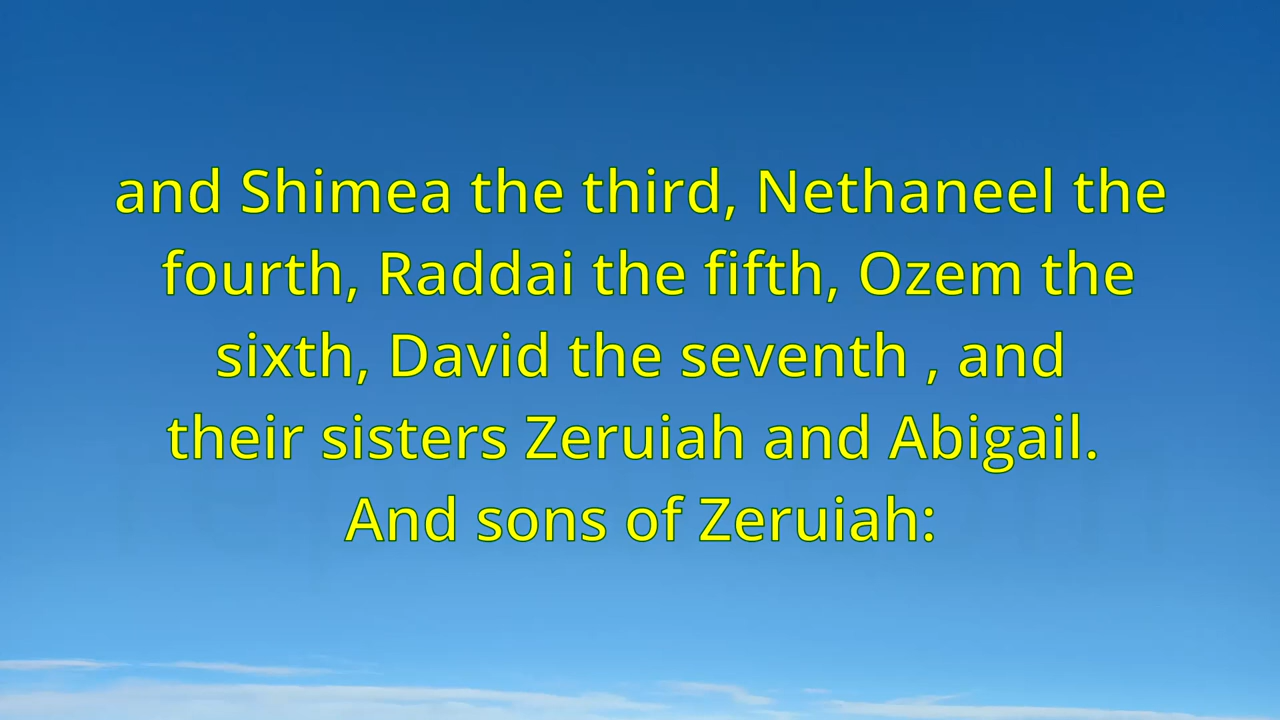 and Shimea the third, Nethaneel the
fourth, Raddai the fifth, Ozem the
sixth, David the seventh , and
their sisters Zeruiah and Abigail.
And sons of Zeruiah: